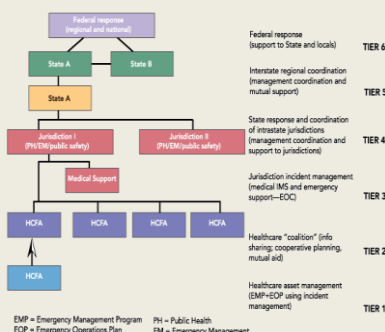 Federal response
(regional and national)
State A
State B
State A
Jurisdiction I
(PH/EM/public safety)
Jurisdiction II
(PH/EM/public safety)
Medical Support
HCFA
HCFA
HCFA
HCFA
HCFA
Federal response
(support to State and locals)
TIER 6
Interstate regional coordination
(management coordination and
mutual support)
TIER 5
State response and coordination
of intrastate jurisdictions
(management coordination and
support to jurisdictions)
TIER 4
Jurisdiction incident management
(medical IMS and emergency
support—EOC)
TIER 3
Healthcare "coalition" (info
sharing; cooperative planning,
mutual aid)
TIER 2
Healthcare asset management
(EMP+EOP using incident
management)
TIER 1
EMP = Emergency Management Program
PH = Public Health
EOP = Emergency Operations Plan
EM = Emergency Management